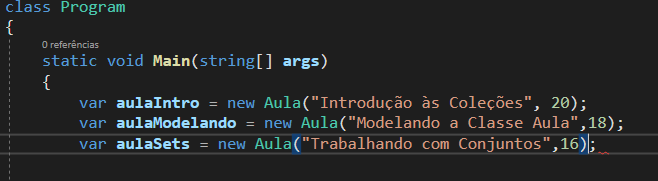 class Program
{
0 referências
static void Main(string[] args)
{
var aulaIntro = new Aula("Introdução às Coleções", 20);
var aulaModelando = new Aula("Modelando a Classe Aula",18);
var aulaSets = new Aula("Trabalhando com Conjuntos",16);